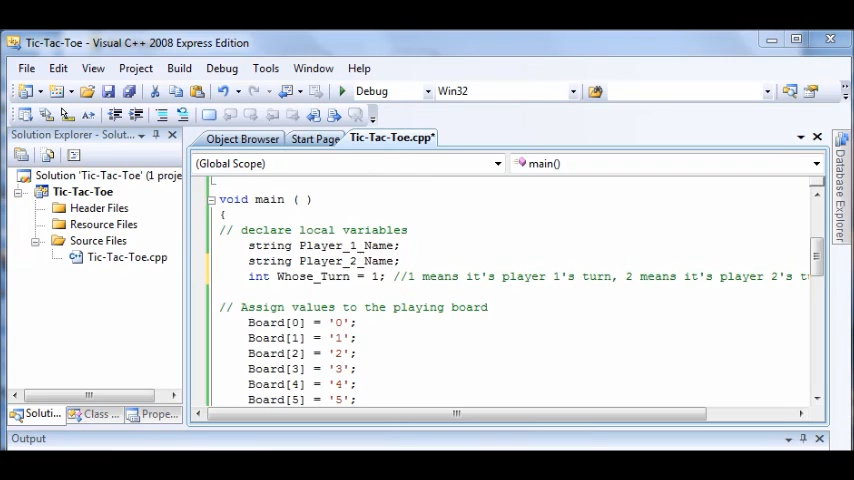 Tic-Tac-Toe - Visual C++ 2008 Express Edition
File Edit View Project Build Debug Tools Window Help
Debug Win32
Solution Explorer - Solut...
Object Browser Start Page Tic-Tac-Toe.cpp*
(Global Scope) main()
Solution 'Tic-Tac-Toe' (1 proje
Tic-Tac-Toe
Header Files
Resource Files
Source Files
Tic-Tac-Toe.cpp
void main ( )
{
// declare local variables
string Player_1_Name;
string Player_2_Name;
int Whose_Turn = 1; //1 means it's player 1's turn, 2 means it's player 2's tu
// Assign values to the playing board
Board[0] = '0';
Board[1] = '1';
Board[2] = '2';
Board[3] = '3';
Board[4] = '4';
Board[5] = '5';
Database Explorer
Soluti... Class ... Prope...
Output